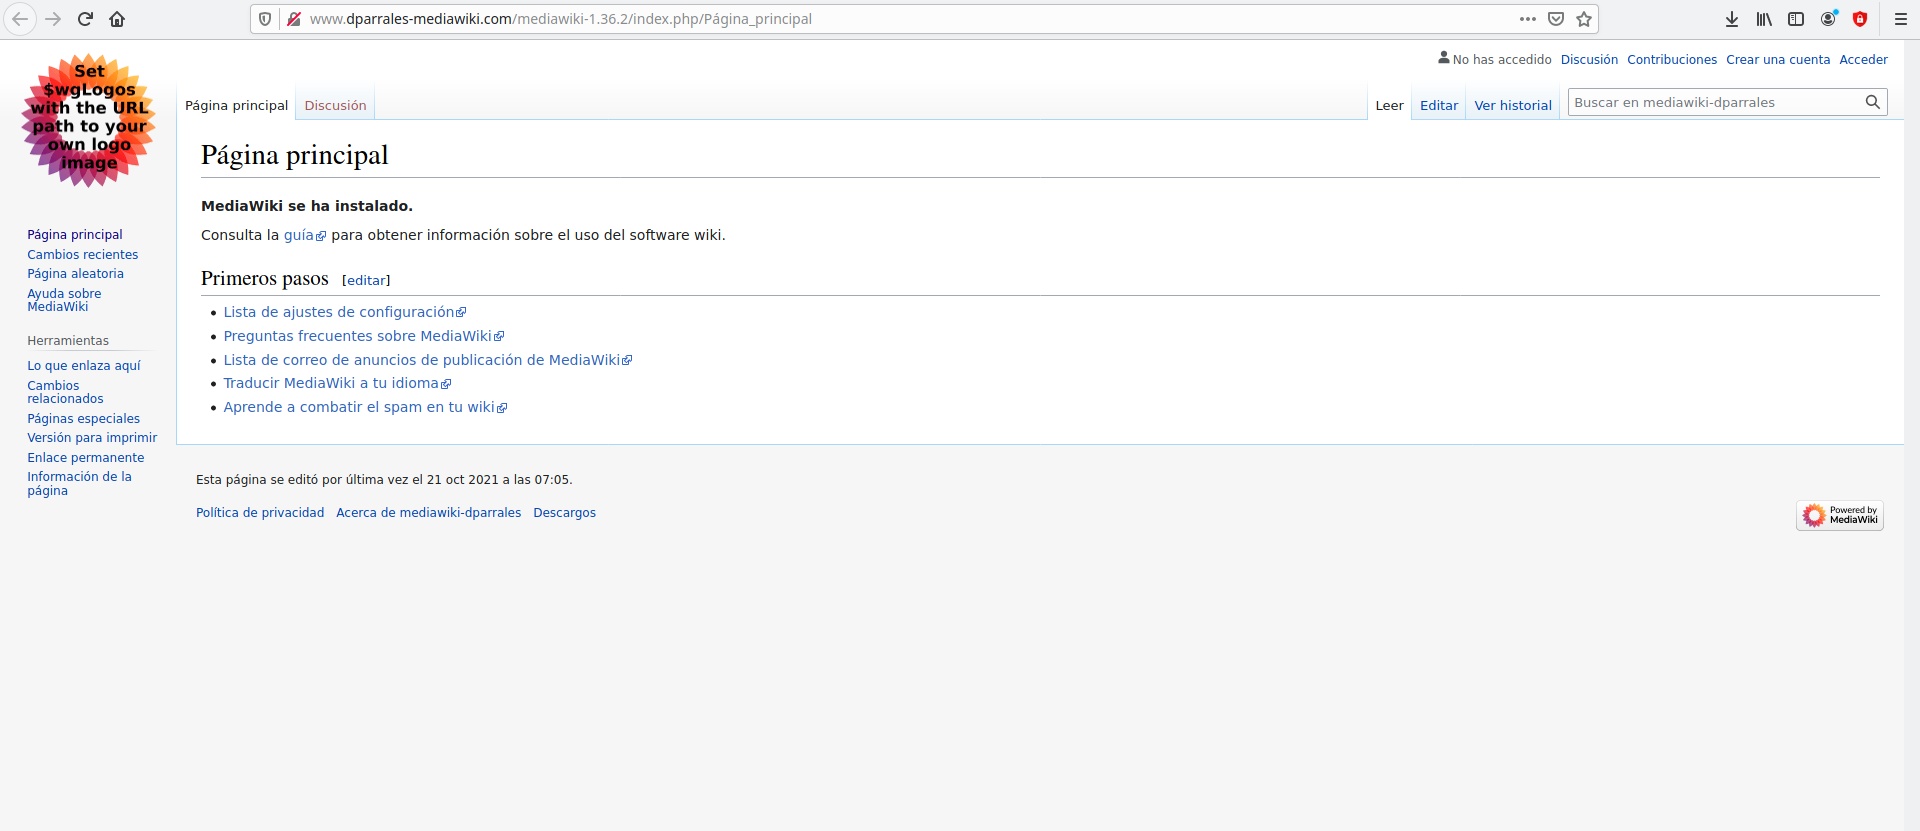 www.dparrales-mediawiki.com/mediawiki-1.36.2/index.php/Página_principal
Set
$wgLogos
with the URL
path to your
own logo
image
No has accedido Discusión Contribuciones Crear una cuenta Acceder
Página principal Discusión Leer Editar Ver historial Buscar en mediawiki-dparrales
Página principal
Cambios recientes
Página aleatoria
Ayuda sobre
MediaWiki
Herramientas
Lo que enlaza aquí
Cambios
relacionados
Páginas especiales
Versión para imprimir
Enlace permanente
Información de la
página
Página principal
MediaWiki se ha instalado.
Consulta la guía para obtener información sobre el uso del software wiki.
Primeros pasos [editar]
Lista de ajustes de configuración
Preguntas frecuentes sobre MediaWiki
Lista de correo de anuncios de publicación de MediaWiki
Traducir MediaWiki a tu idioma
Aprende a combatir el spam en tu wiki
Esta página se editó por última vez el 21 oct 2021 a las 07:05.
Política de privacidad Acerca de mediawiki-dparrales Descargos
Powered by
MediaWiki